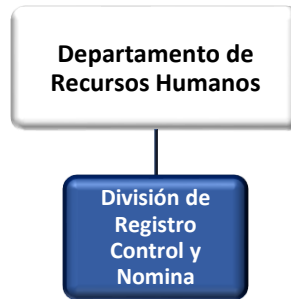 Departamento de
Recursos Humanos
División de
Registro
Control y
Nomina